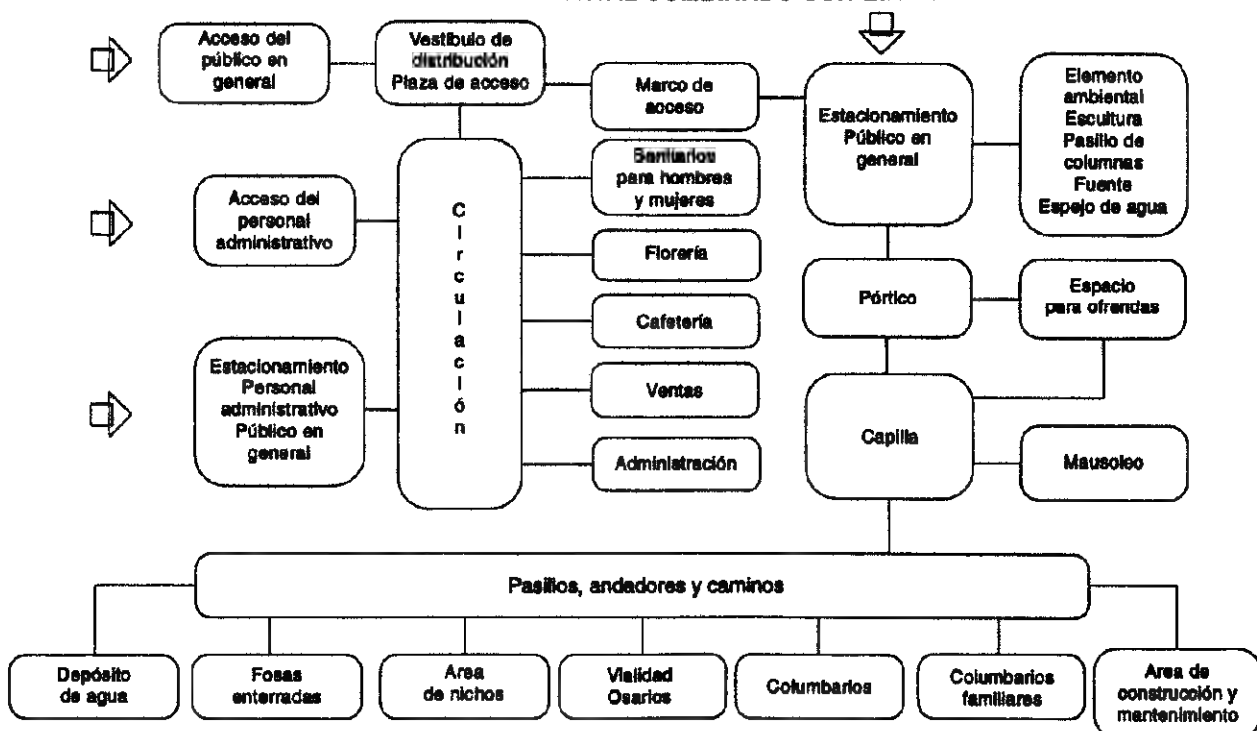 Acceso del
público en
general
Vestíbulo de
distribución
Plaza de acceso
Marco de
acceso
Estacionamiento
Público en
general
Elemento
ambiental
Escultura
Pasillo de
columnas
Fuente
Espejo de agua
Acceso del
personal
administrativo
Circulación
Sanitarios
para hombres
y mujeres
Florería
Cafetería
Ventas
Administración
Estacionamiento
Personal
administrativo
Público en
general
Pórtico
Espacio
para ofrendas
Capilla
Mausoleo
Pasillos, andadores y caminos
Depósito
de agua
Fosas
enterradas
Area
de nichos
Vialidad
Osarios
Columbarios
Columbarios
familiares
Area de
construcción y
mantenimiento